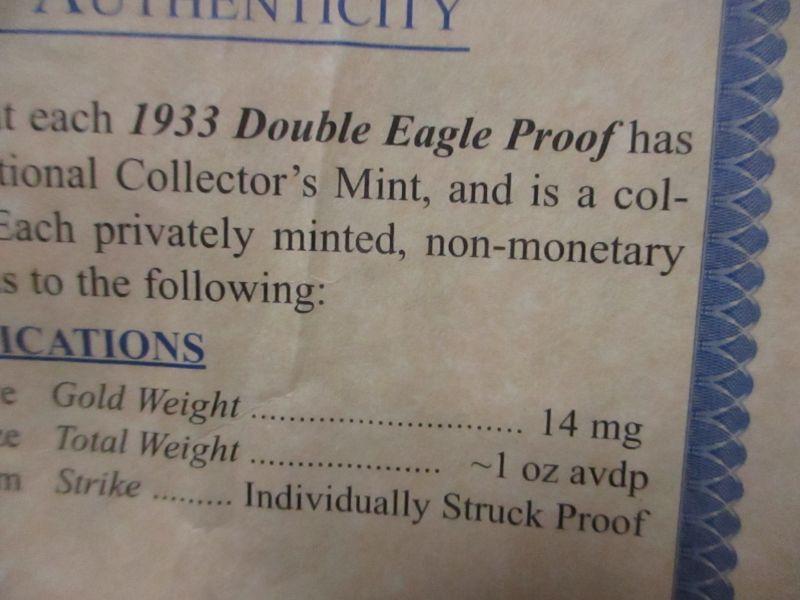 AUTHENTICITY
each 1933 Double Eagle Proof has
tional Collector's Mint, and is a col-
Each privately minted, non-monetary
s to the following:
ICATIONS
e Gold Weight ............................ 14 mg
Total Weight .................... ~1 oz avdp
m Strike ......... Individually Struck Proof